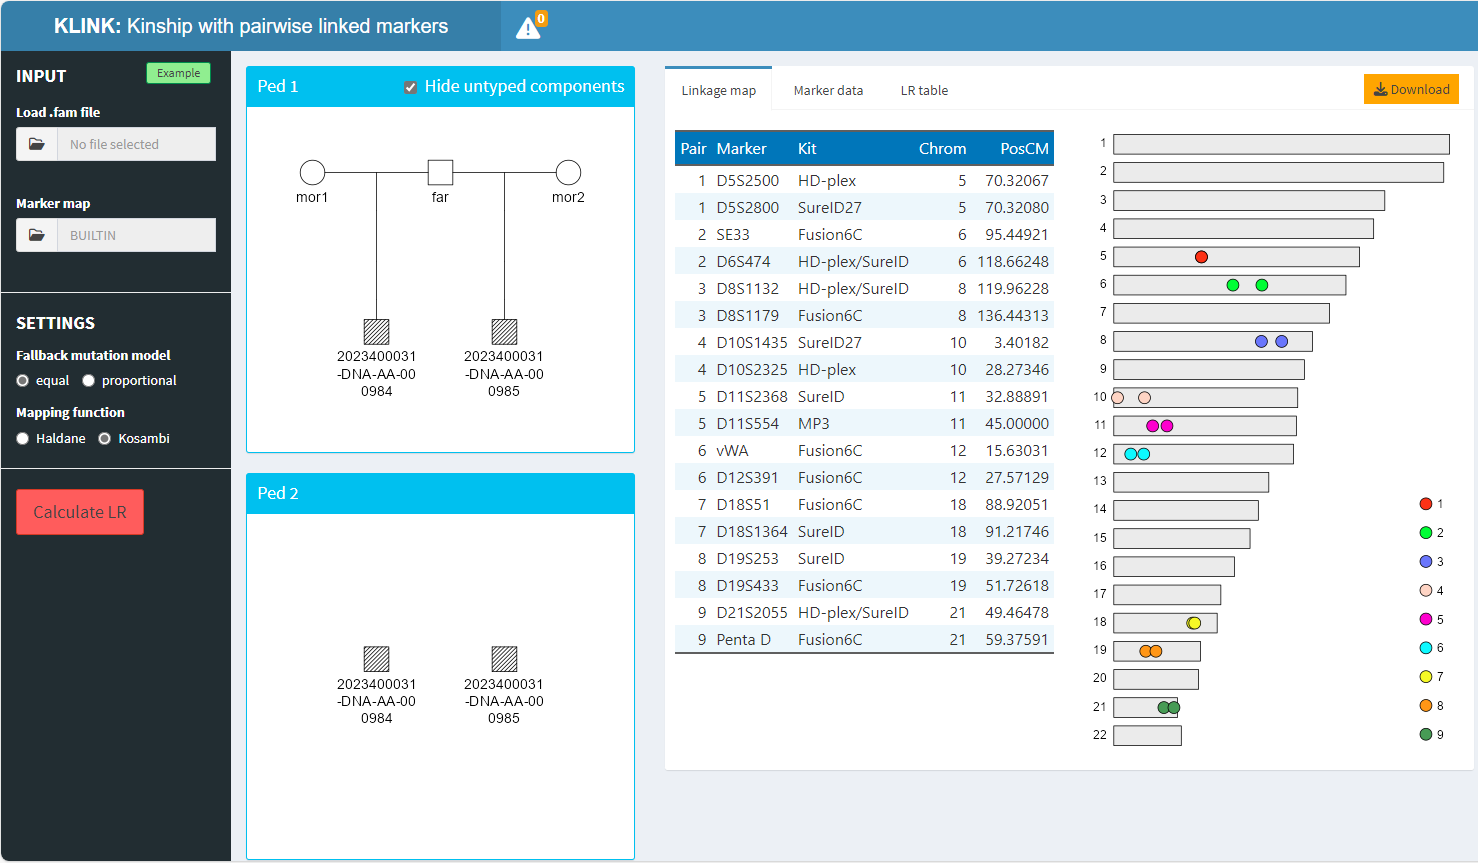 KLINK: Kinship with pairwise linked markers
0
INPUT
Example
Load .fam file
No file selected
Marker map
BUILTIN
SETTINGS
Fallback mutation model
equal
proportional
Mapping function
Haldane
Kosambi
Calculate LR
Ped 1
Hide untyped components
mor1
far
mor2
2023400031
-DNA-AA-00
0984
2023400031
-DNA-AA-00
0985
Ped 2
2023400031
-DNA-AA-00
0984
2023400031
-DNA-AA-00
0985
Linkage map
Marker data
LR table
Download
Pair Marker Kit Chrom PosCM
1 D5S2500 HD-plex 5 70.32067
1 D5S2800 SureID27 5 70.32080
2 SE33 Fusion6C 6 95.44921
2 D6S474 HD-plex/SureID 6 118.66248
3 D8S1132 HD-plex/SureID 8 119.96228
3 D8S1179 Fusion6C 8 136.44313
4 D10S1435 SureID27 10 3.40182
4 D10S2325 HD-plex 10 28.27346
5 D11S2368 SureID 11 32.88891
5 D11S554 MP3 11 45.00000
6 vWA Fusion6C 12 15.63031
6 D12S391 Fusion6C 12 27.57129
7 D18S51 Fusion6C 18 88.92051
7 D18S1364 SureID 18 91.21746
8 D19S253 SureID 19 39.27234
8 D19S433 Fusion6C 19 51.72618
9 D21S2055 HD-plex/SureID 21 49.46478
9 Penta D Fusion6C 21 59.37591
1
2
3
4
5
6
7
8
9
10
11
12
13
14
15
16
17
18
19
20
21
22
1
2
3
4
5
6
7
8
9